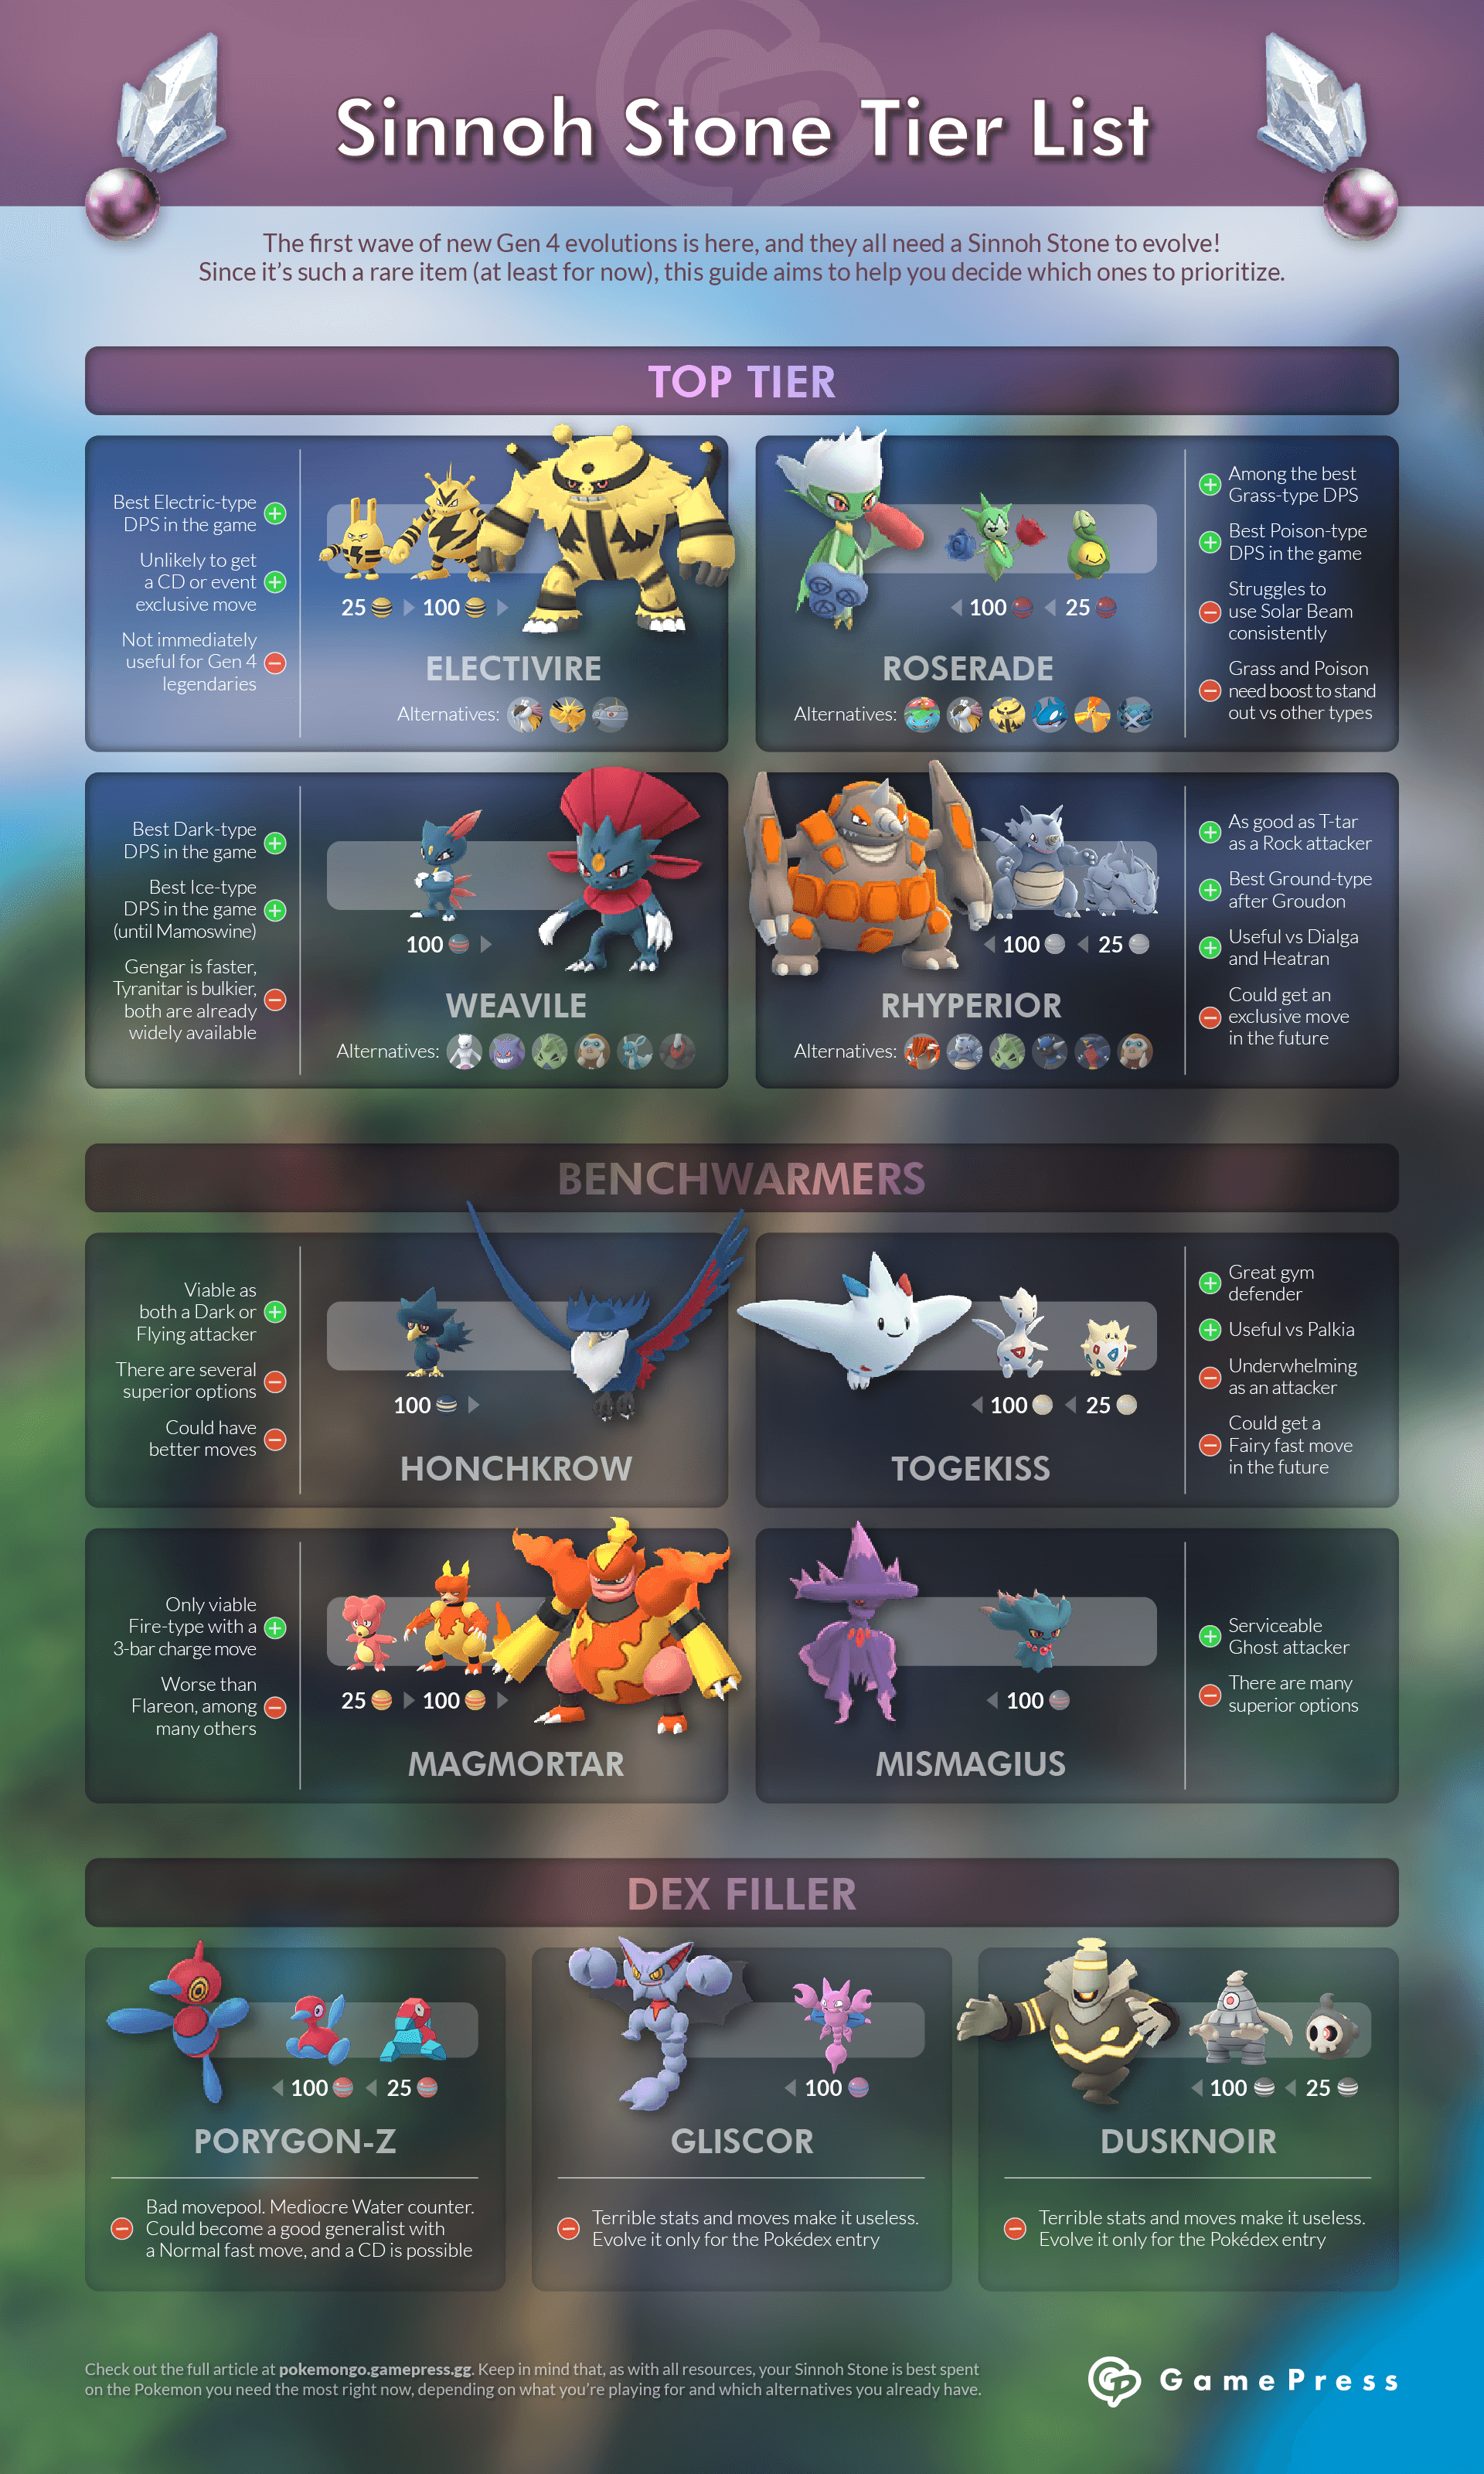 Sinnoh Stone Tier List
The first wave of new Gen 4 evolutions is here, and they all need a Sinnoh Stone to evolve!
Since it's such a rare item (at least for now), this guide aims to help you decide which ones to prioritize.
TOP TIER
Best Electric-type
DPS in the game
Unlikely to get
a CD or event
exclusive move
Not immediately
useful for Gen 4
legendaries
25 100
ELECTIVIRE
Alternatives:
100 25
ROSERADE
Alternatives:
Among the best
Grass-type DPS
Best Poison-type
DPS in the game
Struggles to
use Solar Beam
consistently
Grass and Poison
need boost to stand
out vs other types
Best Dark-type
DPS in the game
Best Ice-type
DPS in the game
(until Mamoswine)
Gengar is faster,
Tyranitar is bulkier,
both are already
widely available
100
WEAVILE
Alternatives:
100 25
RHYPERIOR
Alternatives:
As good as T-tar
as a Rock attacker
Best Ground-type
after Groudon
Useful vs Dialga
and Heatran
Could get an
exclusive move
in the future
BENCHWARMERS
Viable as
both a Dark or
Flying attacker
There are several
superior options
Could have
better moves
100
HONCHKROW
100 25
TOGEKISS
Great gym
defender
Useful vs Palkia
Underwhelming
as an attacker
Could get a
Fairy fast move
in the future
Only viable
Fire-type with a
3-bar charge move
Worse than
Flareon, among
many others
25 100
MAGMORTAR
100
MISMAGIUS
Serviceable
Ghost attacker
There are many
superior options
DEX FILLER
100 25
PORYGON-Z
Bad movepool. Mediocre Water counter.
Could become a good generalist with
a Normal fast move, and a CD is possible
100
GLISCOR
Terrible stats and moves make it useless.
Evolve it only for the Pokédex entry
100 25
DUSKNOIR
Terrible stats and moves make it useless.
Evolve it only for the Pokédex entry
Check out the full article at pokemongo.gamepress.gg. Keep in mind that, as with all resources, your Sinnoh Stone is best spent
on the Pokemon you need the most right now, depending on what you're playing for and which alternatives you already have.
GamePress